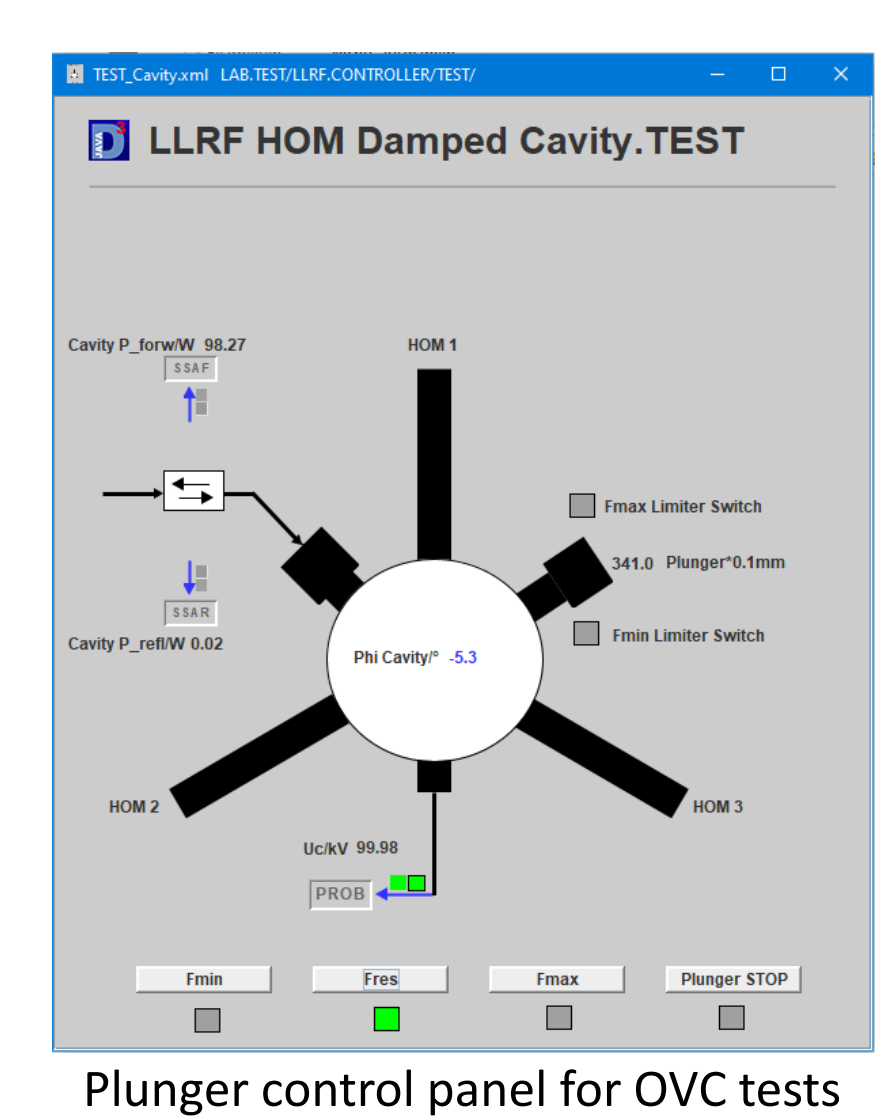 TEST_Cavity.xml LAB.TEST/LLRF.CONTROLLER/TEST/
JAVA D 3
LLRF HOM Damped Cavity.TEST
Cavity P_forw/W 98.27
SSAF
HOM 1
Fmax Limiter Switch
341.0 Plunger*0.1mm
SSAR
Fmin Limiter Switch
Cavity P_refl/W 0.02
Phi Cavity/° -5.3
HOM 2
HOM 3
Uc/kV 99.98
PROB
Fmin Fres Fmax Plunger STOP
Plunger control panel for OVC tests